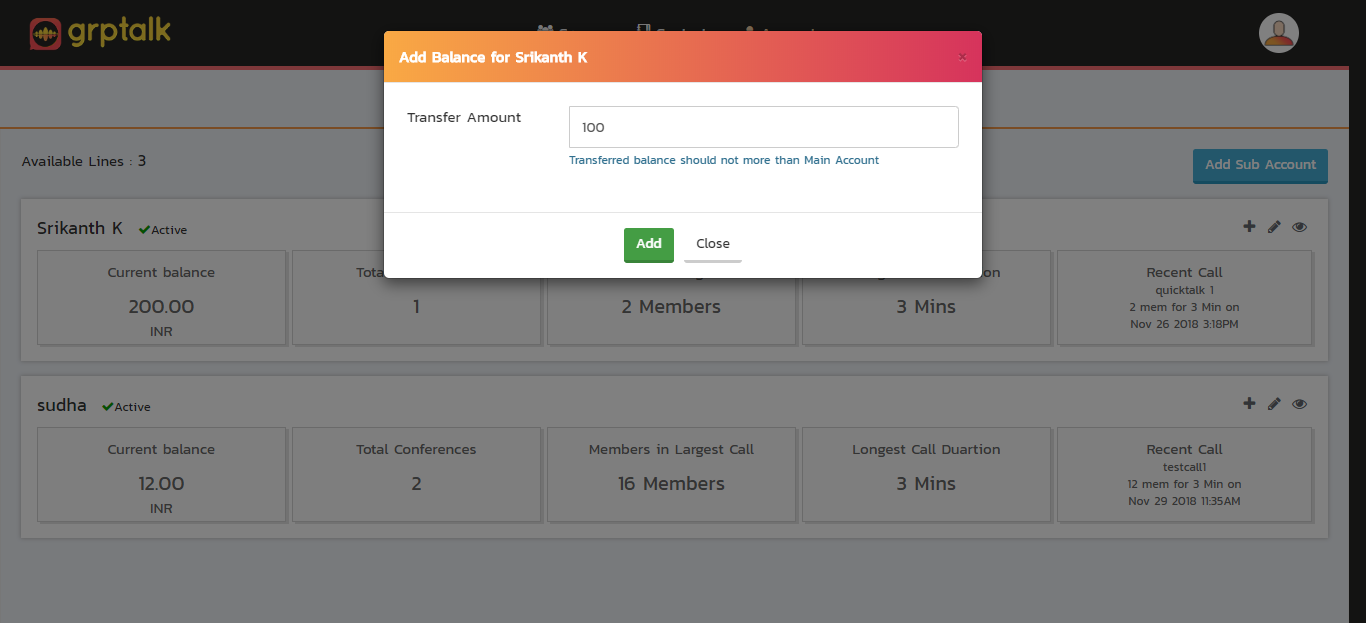 grptalk
Add Balance for Srikanth K
×
Transfer Amount
100
Transferred balance should not more than Main Account
Add
Close
Available Lines : 3
Add Sub Account
Srikanth K
Active
Current balance
200.00
INR
1
2 Members
3 Mins
Recent Call
quicktalk 1
2 mem for 3 Min on
Nov 26 2018 3:18PM
sudha
Active
Current balance
12.00
INR
Total Conferences
2
Members in Largest Call
16 Members
Longest Call Duartion
3 Mins
Recent Call
testcall1
12 mem for 3 Min on
Nov 29 2018 11:35AM